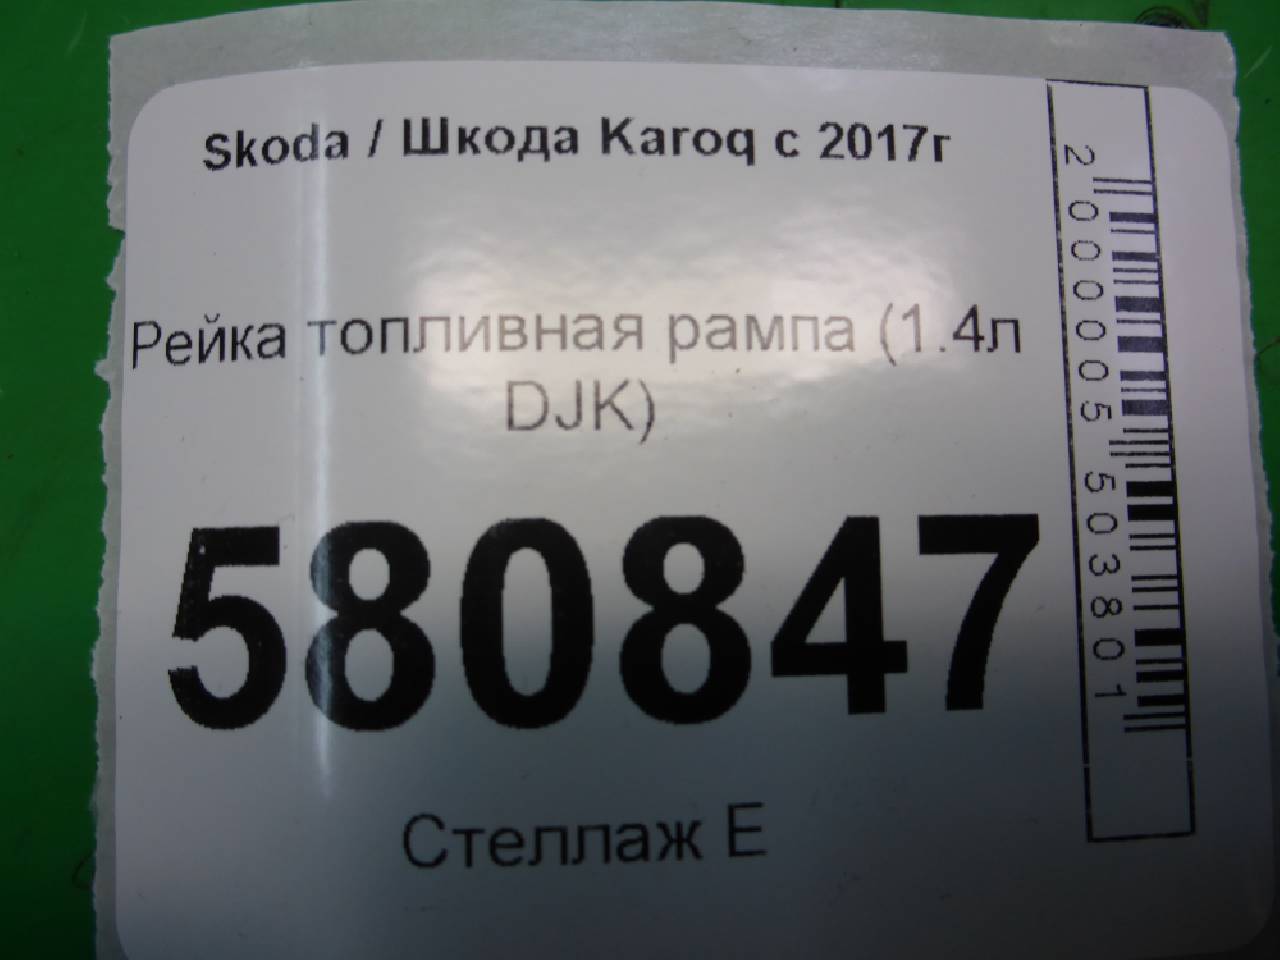 Skoda / Шкода Karoq с 2017г
Рейка топливная рампа (1.4л
DJK)
580847
Стеллаж Е
2000005503801